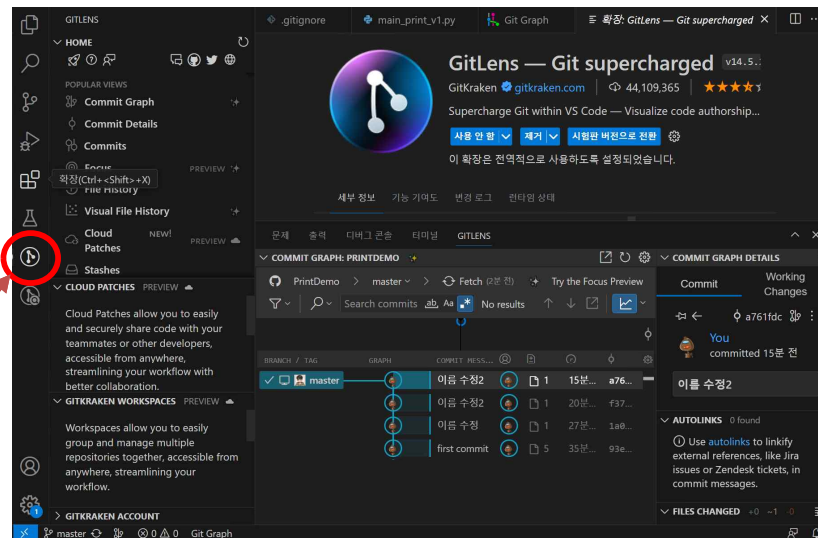 GITLENS
HOME
POPULAR VIEWS
Commit Graph
Commit Details
Commits
Focus PREVIEW
확장(Ctrl+<Shift>+X)
File History
Visual File History
Cloud Patches NEW! PREVIEW
Stashes
CLOUD PATCHES PREVIEW
Cloud Patches allow you to easily
and securely share code with your
teammates or other developers,
accessible from anywhere,
streamlining your workflow with
better collaboration.
GITKRAKEN WORKSPACES PREVIEW
Workspaces allow you to easily
group and manage multiple
repositories together, accessible from
anywhere, streamlining your
workflow.
GITKRAKEN ACCOUNT
.gitignore
main_print_v1.py
Git Graph
확장: GitLens — Git supercharged
GitLens — Git supercharged v14.5.
GitKraken gitkraken.com 44,109,365
Supercharge Git within VS Code — Visualize code authorship...
사용 안 함 제거 시험판 버전으로 전환
이 확장은 전역적으로 사용하도록 설정되었습니다.
세부 정보 기능 기여도 변경 로그 런타임 상태
문제 출력 디버그 콘솔 터미널 GITLENS
COMMIT GRAPH: PRINTDEMO
PrintDemo > master > Fetch (2분 전) Try the Focus Preview
Search commits ab Aa .* No results
BRANCH / TAG GRAPH COMMIT MESS...
master 이름 수정2 1 15분... a76...
이름 수정2 1 20분... f37...
이름 수정 1 27분... 1a0...
first commit 5 35분... 93e...
COMMIT GRAPH DETAILS
Commit Working Changes
a761fdc
You
committed 15분 전
이름 수정2
AUTOLINKS 0 found
Use autolinks to linkify
external references, like Jira
issues or Zendesk tickets, in
commit messages.
FILES CHANGED +0 ~1 -0
1
master 0 0 Git Graph